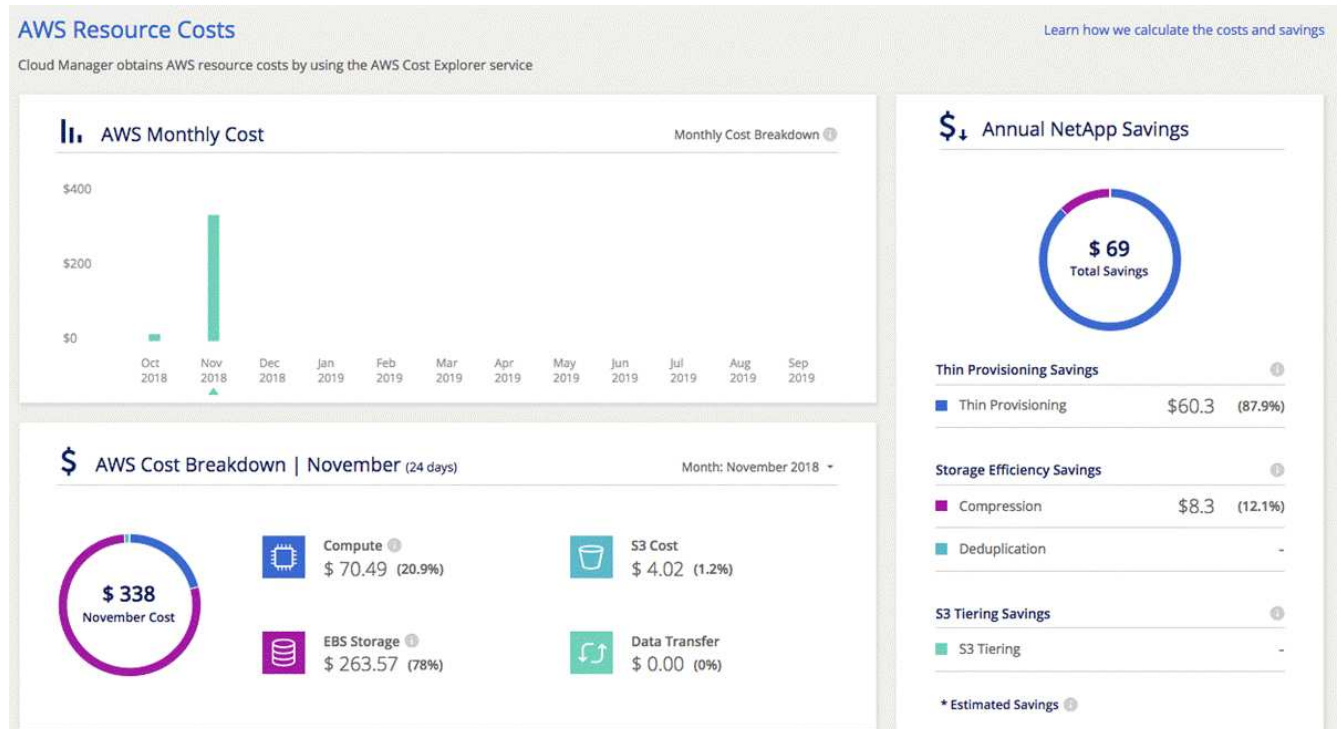 AWS Resource Costs
Learn how we calculate the costs and savings
Cloud Manager obtains AWS resource costs by using the AWS Cost Explorer service
AWS Monthly Cost
Monthly Cost Breakdown
$400
$200
$0
Oct Nov Dec Jan Feb Mar Apr May Jun Jul Aug Sep
2018 2018 2018 2019 2019 2019 2019 2019 2019 2019 2019 2019
AWS Cost Breakdown | November (24 days)
Month: November 2018
$ 338
November Cost
Compute
$ 70.49 (20.9%)
S3 Cost
$ 4.02 (1.2%)
EBS Storage
$ 263.57 (78%)
Data Transfer
$ 0.00 (0%)
Annual NetApp Savings
$ 69
Total Savings
Thin Provisioning Savings
Thin Provisioning $60.3 (87.9%)
Storage Efficiency Savings
Compression $8.3 (12.1%)
Deduplication -
S3 Tiering Savings
S3 Tiering -
* Estimated Savings